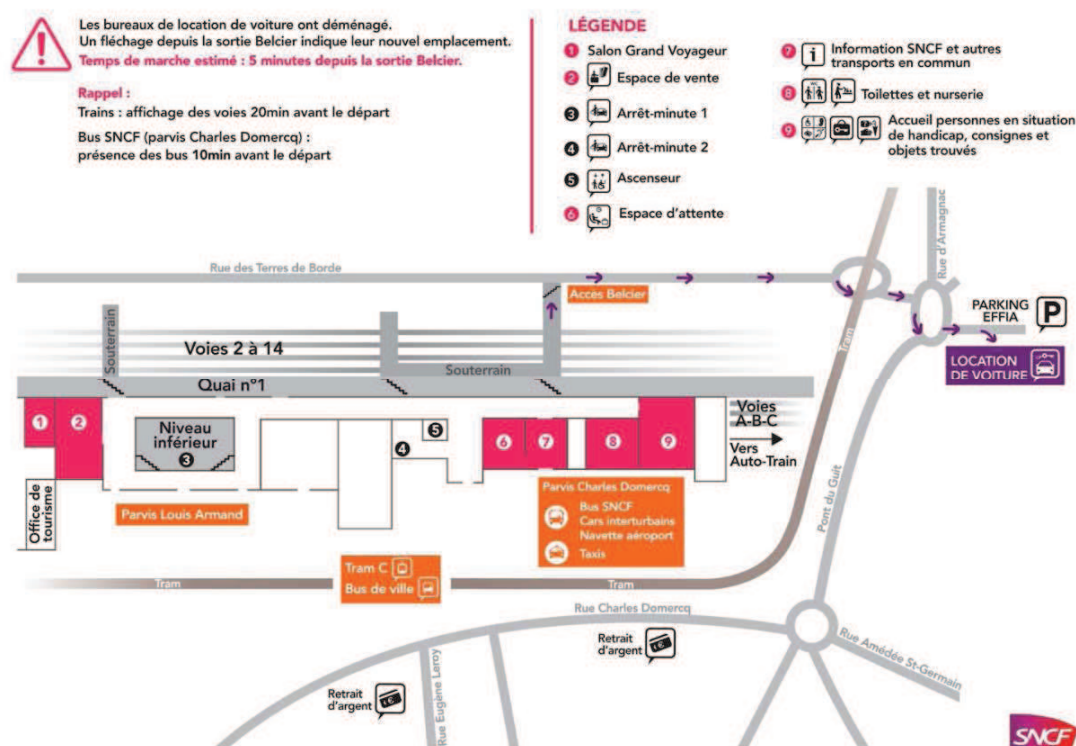 Les bureaux de location de voiture ont déménagé.
Un fléchage depuis la sortie Belcier indique leur nouvel emplacement.
Temps de marche estimé : 5 minutes depuis la sortie Belcier.
Rappel :
Trains : affichage des voies 20min avant le départ
Bus SNCF (parvis Charles Domercq) :
présence des bus 10min avant le départ
LÉGENDE
1 Salon Grand Voyageur
2 Espace de vente
3 Arrêt-minute 1
4 Arrêt-minute 2
5 Ascenseur
6 Espace d'attente
7 i Information SNCF et autres
transports en commun
8 WC Toilettes et nurserie
9 Accueil personnes en situation
de handicap, consignes et
objets trouvés
Rue d'Armagnac
Rue des Terres de Borde
Accès Belcier
PARKING
EFFIA
P
LOCATION
DE VOITURE
Tram
Souterrain
Voies 2 à 14
Souterrain
Quai n°1
1
2
Niveau
inférieur
3
4
5
6
7
8
9
Voies
A-B-C
Vers
Auto-Train
Office de
tourisme
Parvis Louis Armand
Parvis Charles Domercq
Bus SNCF
Cars interturbains
Navette aéroport
Taxis
Pont du Guit
Tram
Tram C
Bus de ville
Tram
Rue Charles Domercq
Retrait
d'argent
Rue Amédée St-Germain
Retrait
d'argent
Rue Eugène Leroy
SNCF